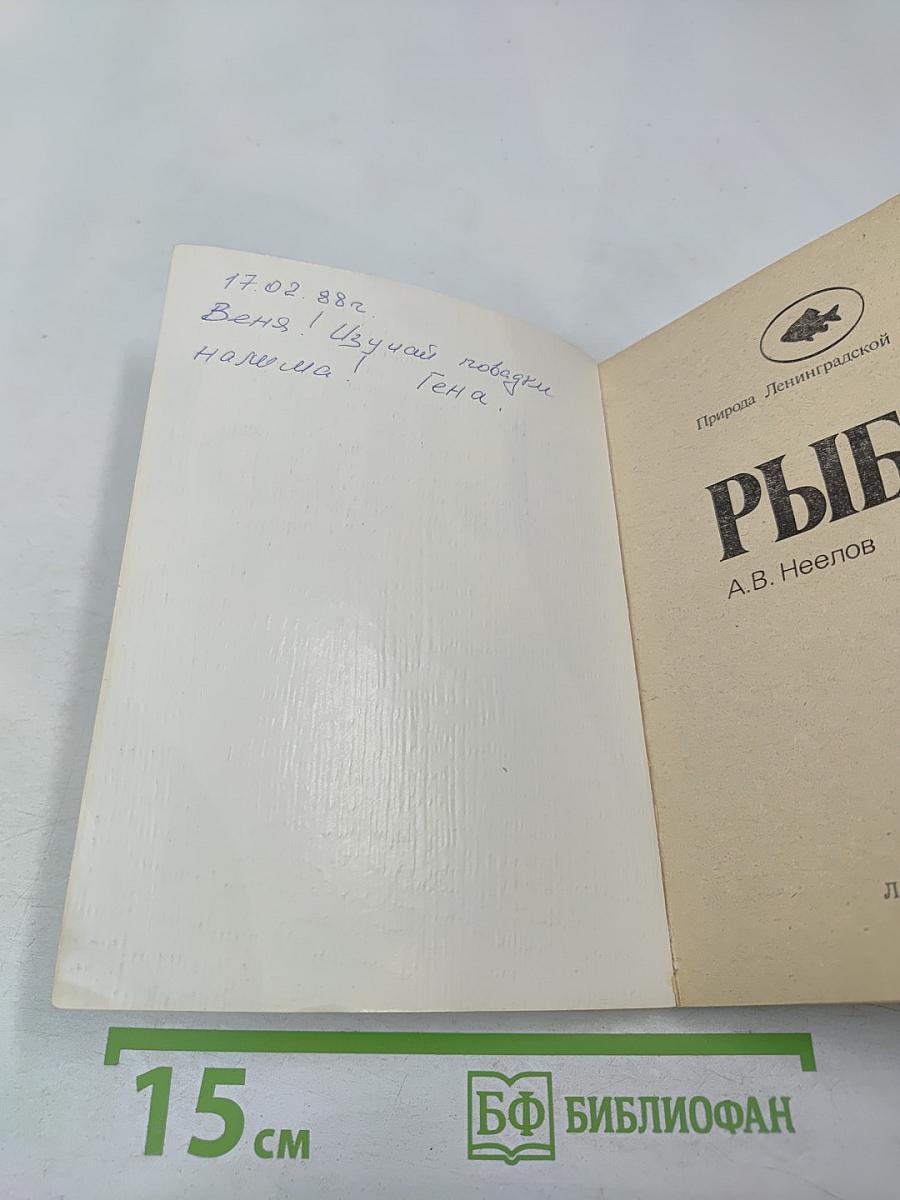 17.02.88г.
Веня! Изучай повадки
налима! Гена.
Природа Ленинградской
РЫБ
А.В. Неелов
Л
15 см
БФ БИБЛИОФАН